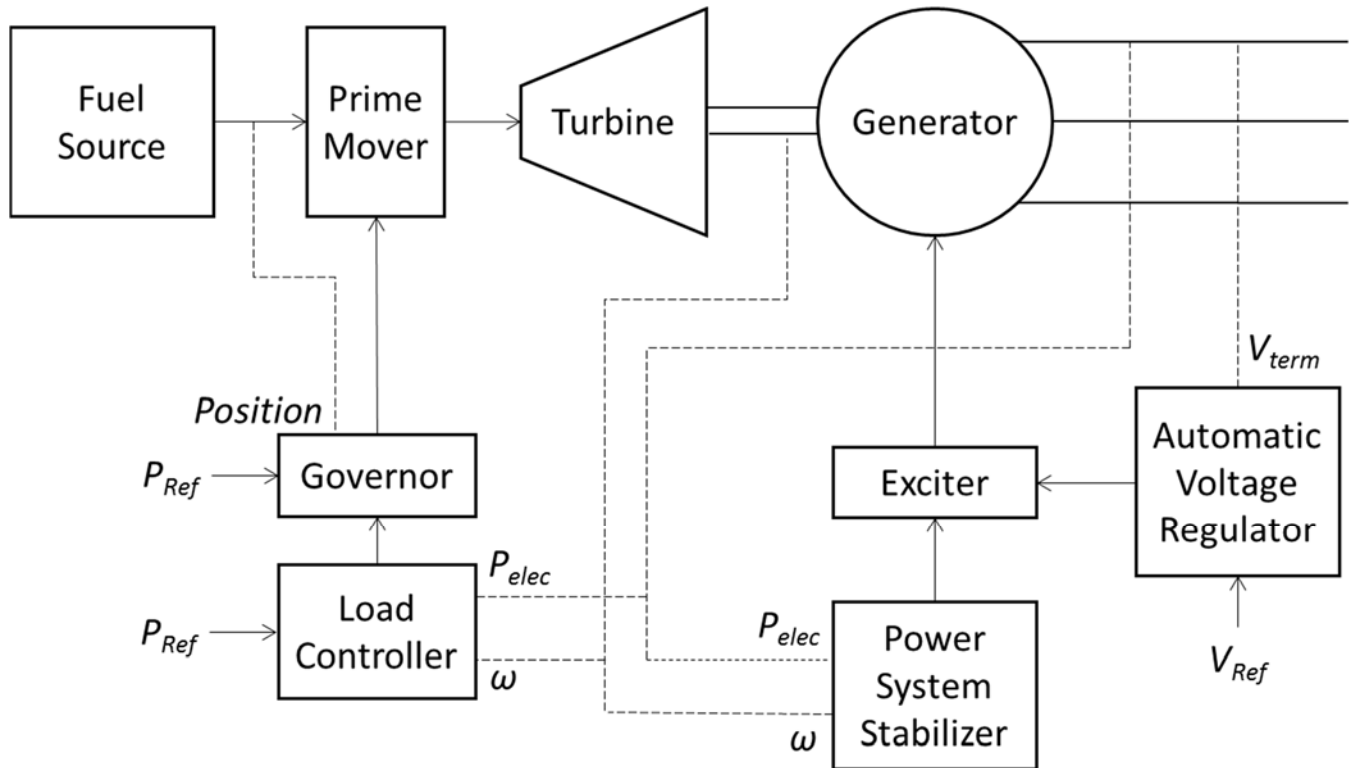 Fuel
Source
Prime
Mover
Turbine
Generator
V_term
Position
P_Ref
Governor
Exciter
Automatic
Voltage
Regulator
P_elec
P_Ref
Load
Controller
ω
P_elec
Power
System
Stabilizer
ω
V_Ref